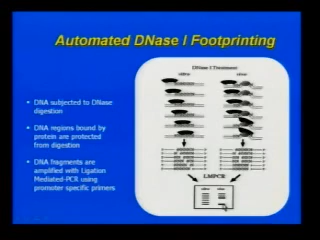 Automated DNase I Footprinting
DNase I Treatment
• DNA subjected to DNase
digestion
• DNA regions bound by
protein are protected
from digestion
• DNA fragments are
amplified with Ligation
Mediated-PCR using
promoter specific primers
LMPCR